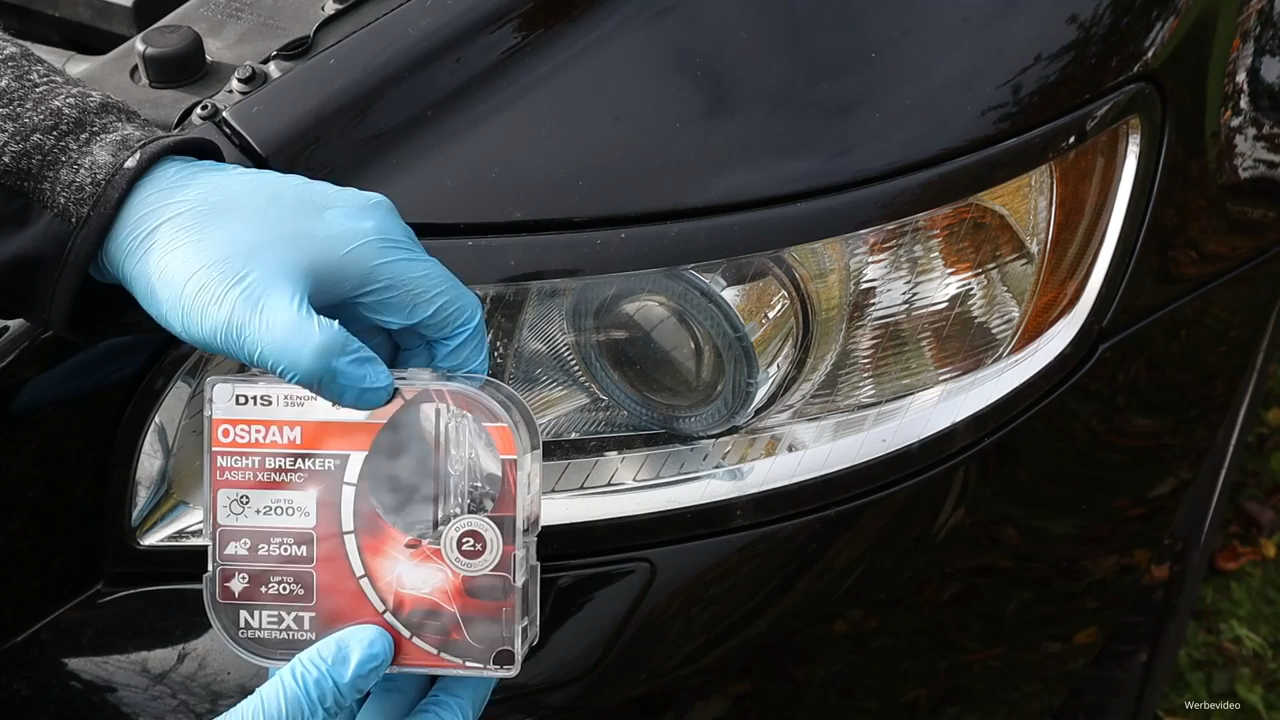 D1S | XENON 35W
OSRAM
NIGHT BREAKER®
LASER XENARC®
UP TO
+200%
UP TO
250M
UP TO
+20%
NEXT
GENERATION
DUOBOX
2x
DUOBOX
Werbevideo